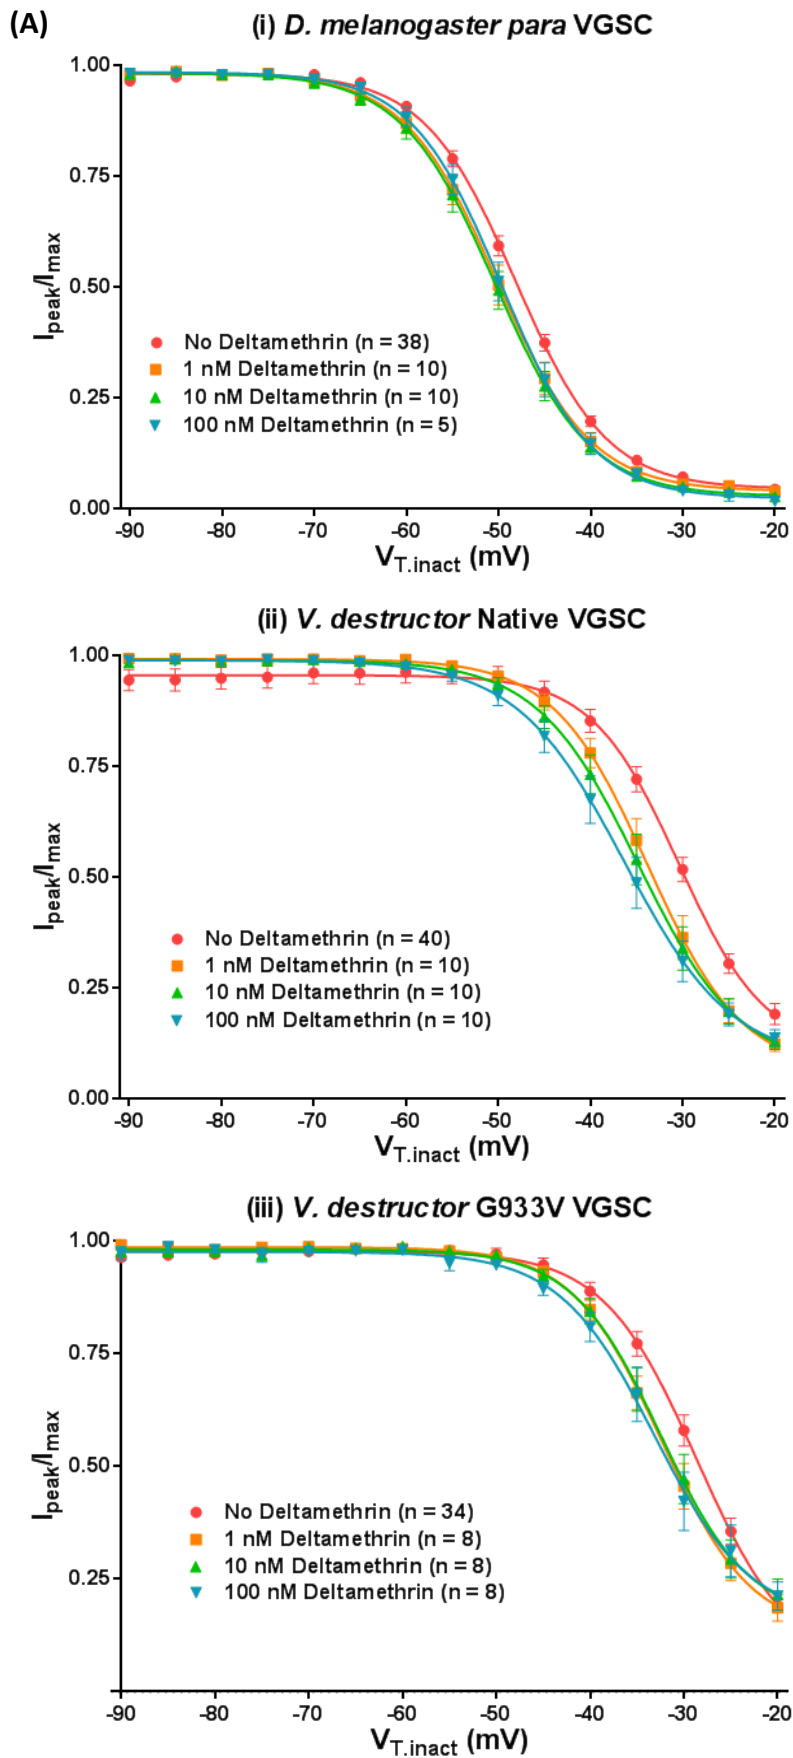 (A)
(i) D. melanogaster para VGSC
1.00
0.75
0.50
0.25
0.00
Ipeak/Imax
No Deltamethrin (n = 38)
1 nM Deltamethrin (n = 10)
10 nM Deltamethrin (n = 10)
100 nM Deltamethrin (n = 5)
-90 -80 -70 -60 -50 -40 -30 -20
VT.inact (mV)
(ii) V. destructor Native VGSC
1.00
0.75
0.50
0.25
0.00
Ipeak/Imax
No Deltamethrin (n = 40)
1 nM Deltamethrin (n = 10)
10 nM Deltamethrin (n = 10)
100 nM Deltamethrin (n = 10)
-90 -80 -70 -60 -50 -40 -30 -20
VT.inact (mV)
(iii) V. destructor G933V VGSC
1.00
0.75
0.50
0.25
Ipeak/Imax
No Deltamethrin (n = 34)
1 nM Deltamethrin (n = 8)
10 nM Deltamethrin (n = 8)
100 nM Deltamethrin (n = 8)
-90 -80 -70 -60 -50 -40 -30 -20
VT.inact (mV)